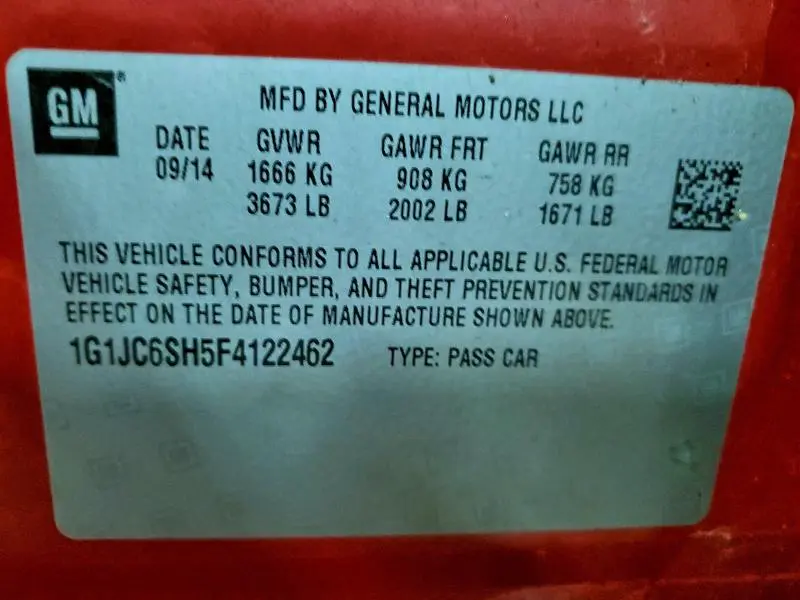 GM®
MFD BY GENERAL MOTORS LLC
DATE GVWR GAWR FRT GAWR RR
09/14 1666 KG 908 KG 758 KG
3673 LB 2002 LB 1671 LB
THIS VEHICLE CONFORMS TO ALL APPLICABLE U.S. FEDERAL MOTOR
VEHICLE SAFETY, BUMPER, AND THEFT PREVENTION STANDARDS IN
EFFECT ON THE DATE OF MANUFACTURE SHOWN ABOVE.
1G1JC6SH5F4122462 TYPE: PASS CAR